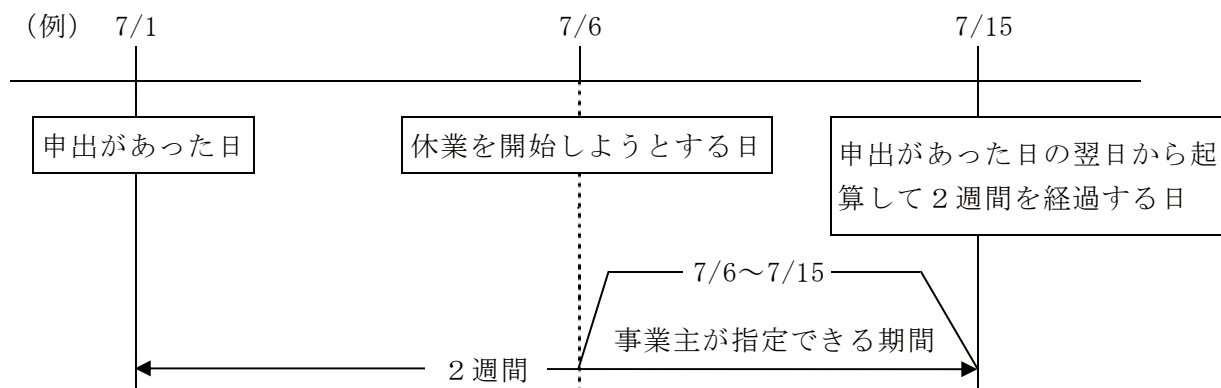 （例） 7/1 7/6 7/15
申出があった日
休業を開始しようとする日
申出があった日の翌日から起
算して２週間を経過する日
7/6～7/15
事業主が指定できる期間
２週間